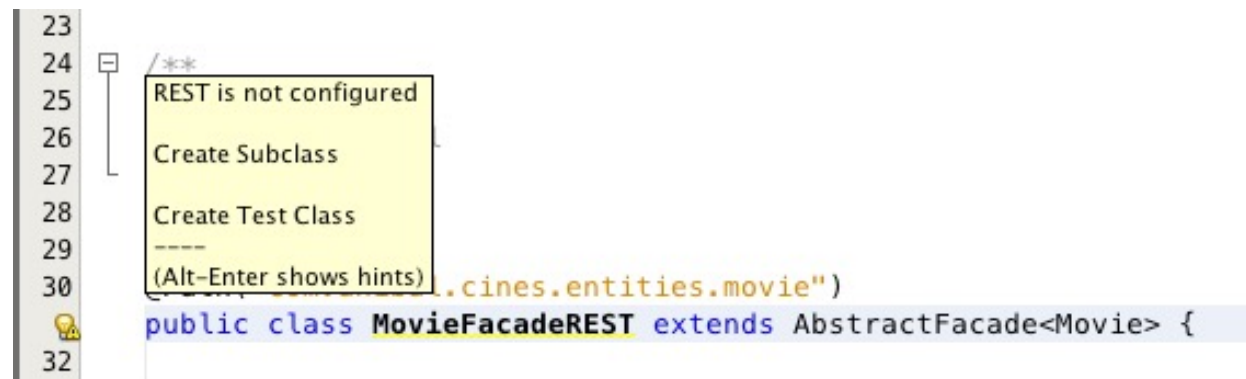 23
24 /**
25 REST is not configured
26 Create Subclass
27
28 Create Test Class
29 ----
(Alt-Enter shows hints)
30 .cines.entities.movie")
public class MovieFacadeREST extends AbstractFacade<Movie> {
32